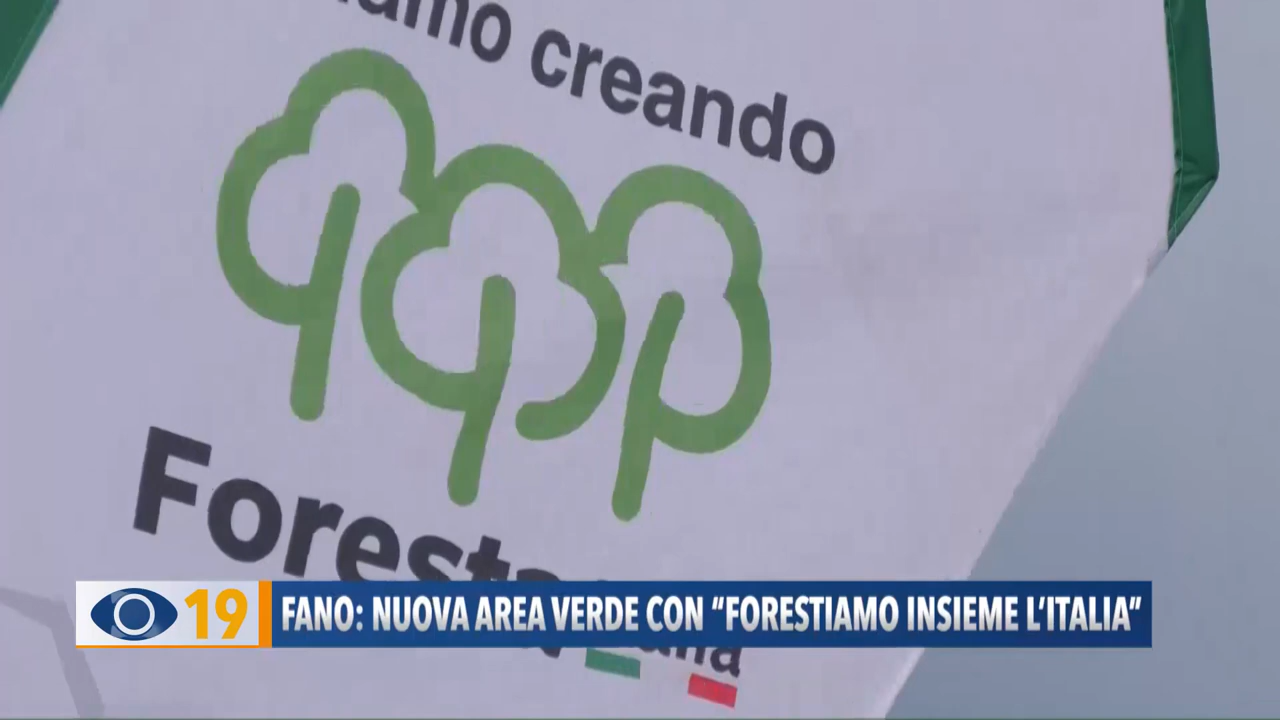 creando
Foresta
19
FANO: NUOVA AREA VERDE CON “FORESTIAMO INSIEME L’ITALIA”